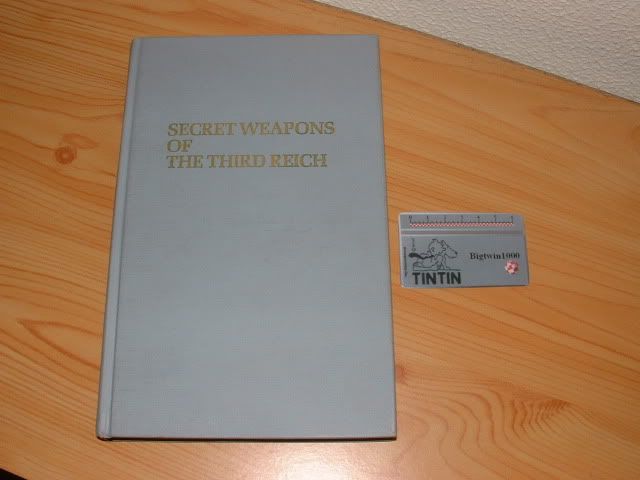 SECRET WEAPONS
OF
THE THIRD REICH
Bigtwin1000
TINTIN